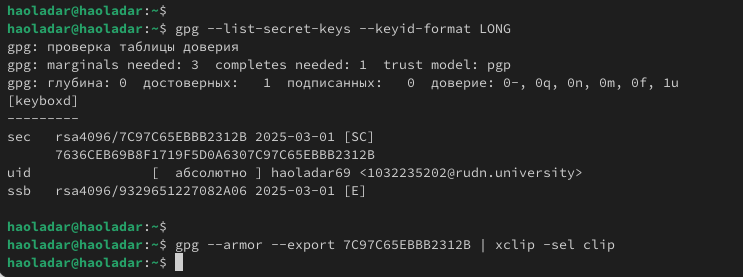 haoladar@haoladar:~$
haoladar@haoladar:~$ gpg --list-secret-keys --keyid-format LONG
gpg: проверка таблицы доверия
gpg: marginals needed: 3  completes needed: 1  trust model: pgp
gpg: глубина: 0  достоверных:   1  подписанных:   0  доверие: 0-, 0q, 0n, 0m, 0f, 1u
[keyboxd]
---------
sec   rsa4096/7C97C65EBBB2312B 2025-03-01 [SC]
      7636CEB69B8F1719F5D0A6307C97C65EBBB2312B
uid                 [  абсолютно ] haoladar69 <1032235202@rudn.university>
ssb   rsa4096/9329651227082A06 2025-03-01 [E]
haoladar@haoladar:~$
haoladar@haoladar:~$ gpg --armor --export 7C97C65EBBB2312B | xclip -sel clip
haoladar@haoladar:~$